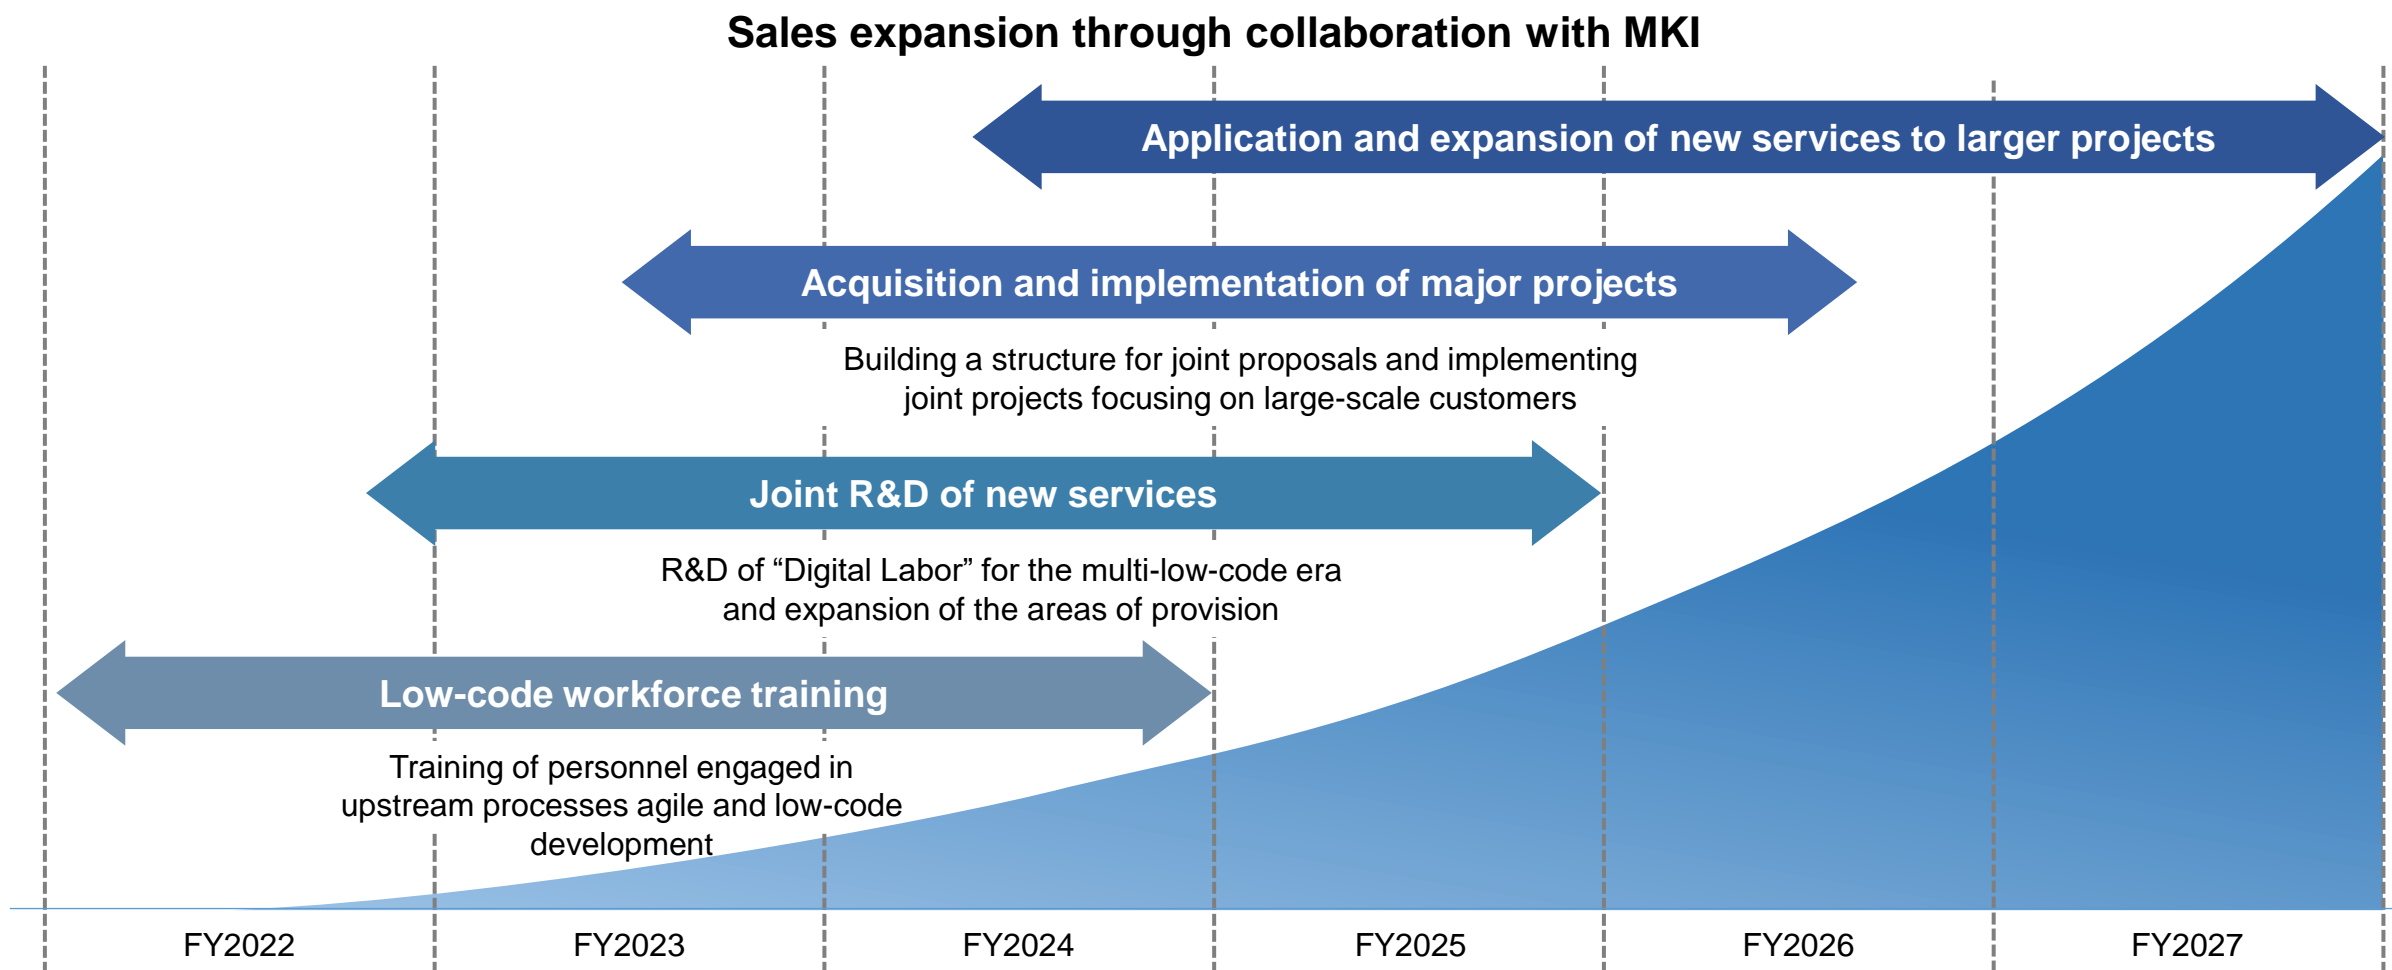 Sales expansion through collaboration with MKI
Application and expansion of new services to larger projects
Acquisition and implementation of major projects
Building a structure for joint proposals and implementing
joint projects focusing on large-scale customers
Joint R&D of new services
R&D of “Digital Labor” for the multi-low-code era
and expansion of the areas of provision
Low-code workforce training
Training of personnel engaged in
upstream processes agile and low-code
development
FY2022
FY2023
FY2024
FY2025
FY2026
FY2027